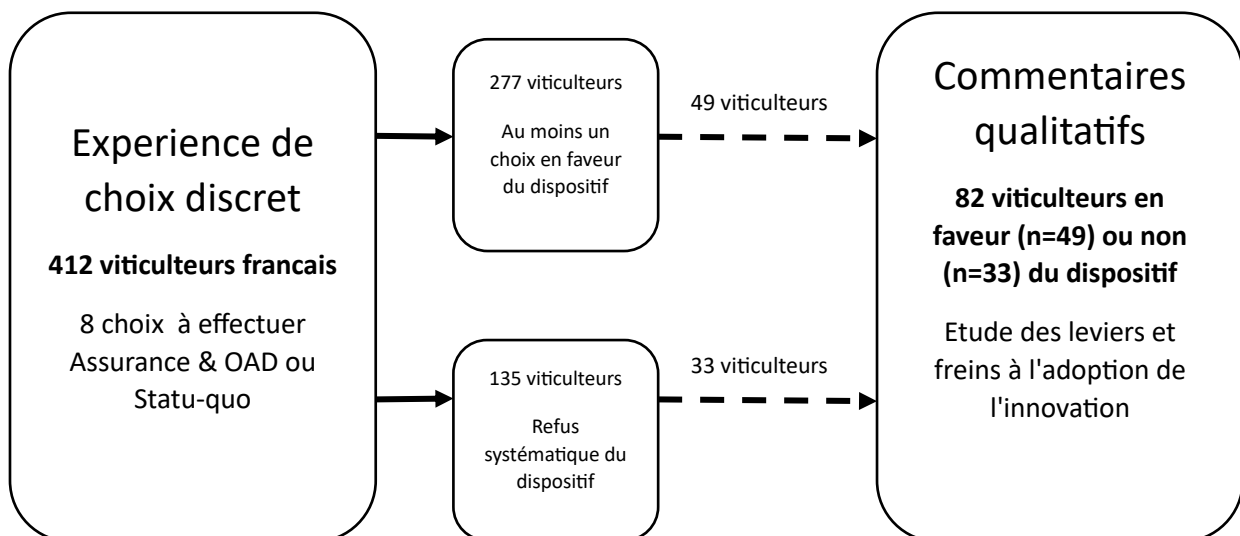 Experience de
choix discret
412 viticulteurs francais
8 choix à effectuer
Assurance & OAD ou
Statu-quo
277 viticulteurs
Au moins un
choix en faveur
du dispositif
49 viticulteurs
135 viticulteurs
Refus
systématique du
dispositif
33 viticulteurs
Commentaires
qualitatifs
82 viticulteurs en
faveur (n=49) ou non
(n=33) du dispositif
Etude des leviers et
freins à l'adoption de
l'innovation